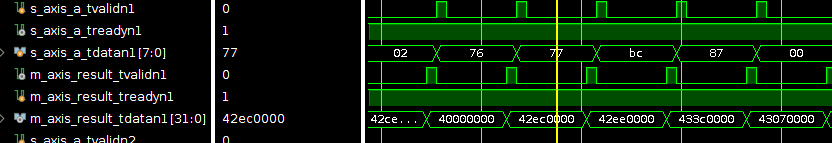 s_axis_a_tvalidn1 0
s_axis_a_treadyn1 1
s_axis_a_tdatan1[7:0] 77 02 76 77 bc 87 00
m_axis_result_tvalidn1 0
m_axis_result_treadyn1 1
m_axis_result_tdatan1[31:0] 42ec0000 42ce... 40000000 42ec0000 42ee0000 433c0000 43070000
s_axis_a_tvalidn2 0